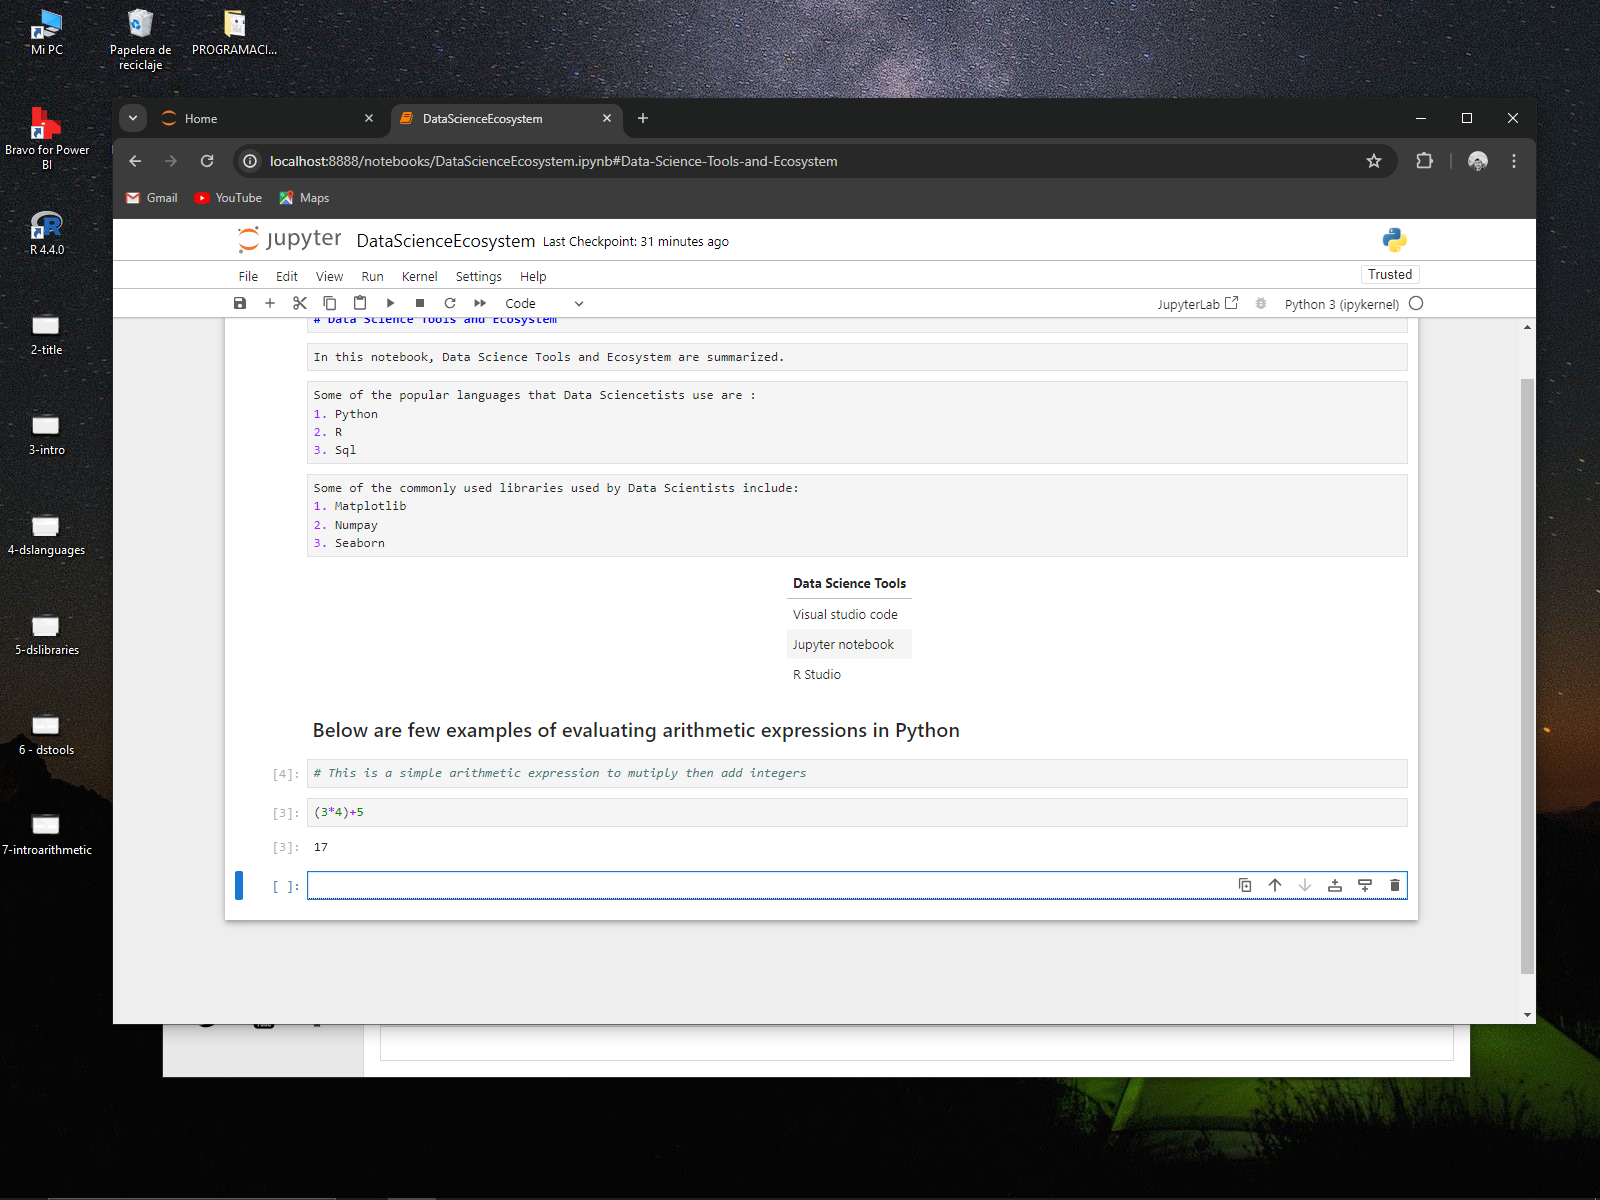 Mi PC
Papelera de
reciclaje
PROGRAMACI...
Bravo for Power
BI
R 4.4.0
2-title
3-intro
4-dslanguages
5-dslibraries
6 - dstools
7-introarithmetic
Home
DataScienceEcosystem
localhost:8888/notebooks/DataScienceEcosystem.ipynb#Data-Science-Tools-and-Ecosystem
Gmail
YouTube
Maps
jupyter
DataScienceEcosystem Last Checkpoint: 31 minutes ago
File Edit View Run Kernel Settings Help
Trusted
Code
JupyterLab
Python 3 (ipykernel)
# Data Science Tools and Ecosystem
In this notebook, Data Science Tools and Ecosystem are summarized.
Some of the popular languages that Data Sciencetists use are :
1. Python
2. R
3. Sql
Some of the commonly used libraries used by Data Scientists include:
1. Matplotlib
2. Numpay
3. Seaborn
Data Science Tools
Visual studio code
Jupyter notebook
R Studio
Below are few examples of evaluating arithmetic expressions in Python
[4]: # This is a simple arithmetic expression to mutiply then add integers
[3]: (3*4)+5
[3]: 17
[ ]: